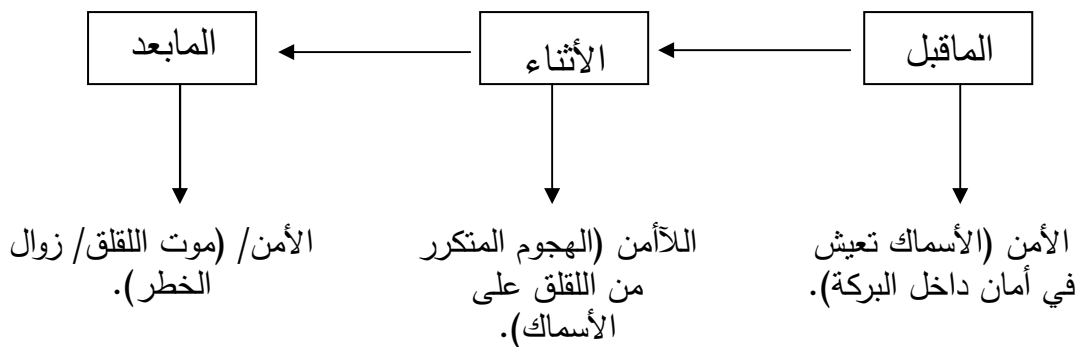 الماقبل
الأثناء
المابعد
الأمن (الأسماك تعيش
في أمان داخل البركة).
اللآأمن (الهجوم المتكرر
من اللقلق على
الأسماك).
الأمن/ (موت اللقلق/ زوال
الخطر).